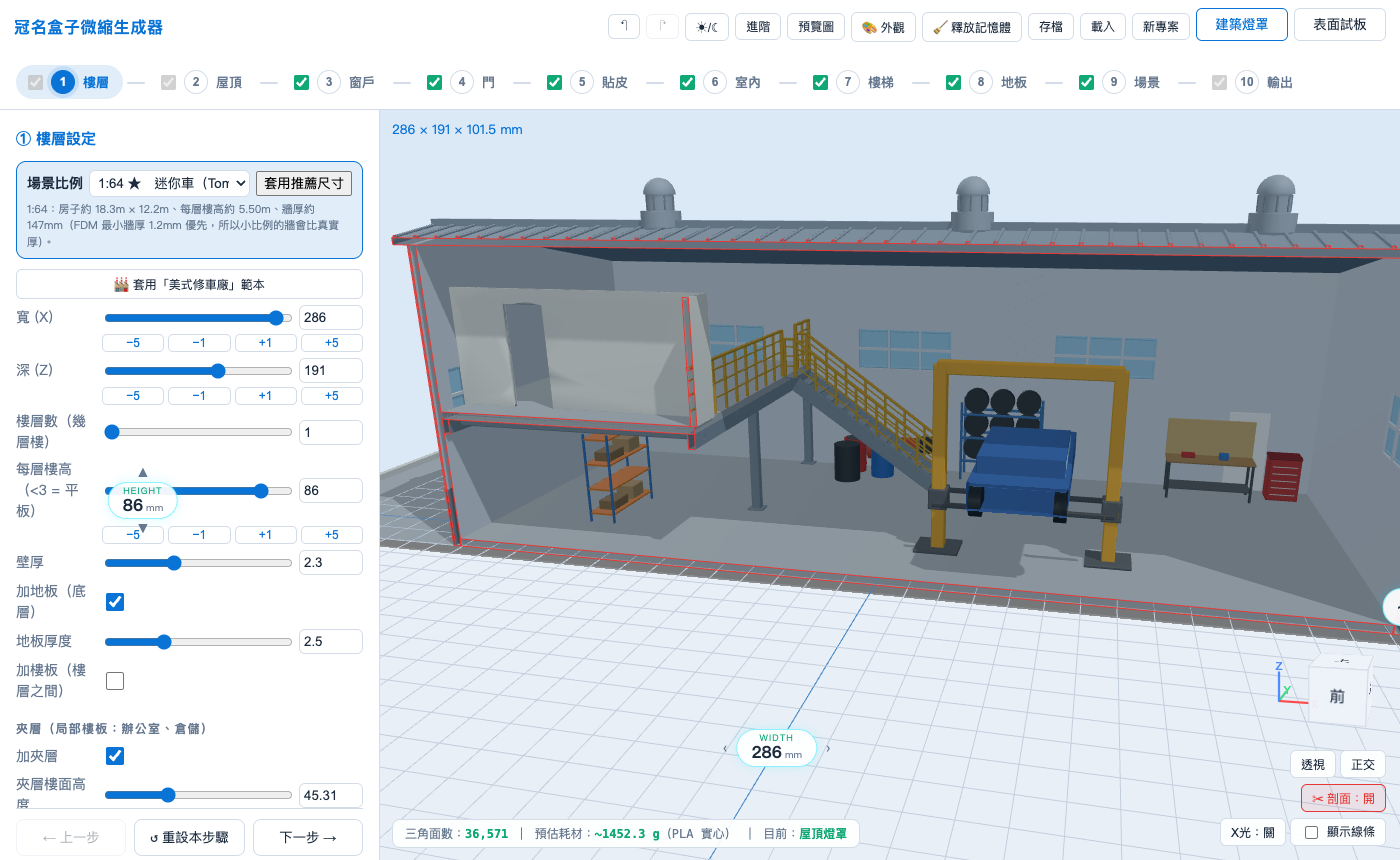 冠名盒子微縮生成器
☀/☾
進階
預覽圖
🎨 外觀
🧹 釋放記憶體
存檔
載入
新專案
建築燈罩
表面試板
1 樓層
2 屋頂
3 窗戶
4 門
5 貼皮
6 室內
7 樓梯
8 地板
9 場景
10 輸出
① 樓層設定
場景比例 1:64 ★ 迷你車（Tom 套用推薦尺寸
1:64：房子約 18.3m × 12.2m、每層樓高約 5.50m、牆厚約
147mm（FDM 最小牆厚 1.2mm 優先，所以小比例的牆會比真實
厚）。
🏭 套用「美式修車廠」範本
寬 (X) 286
−5 −1 +1 +5
深 (Z) 191
−5 −1 +1 +5
樓層數（幾
層樓） 1
每層樓高
（<3 = 平
板） 86
HEIGHT
86 mm
−5 −1 +1 +5
壁厚 2.3
加地板（底
層）
地板厚度 2.5
加樓板（樓
層之間）
夾層（局部樓板：辦公室、倉儲）
加夾層
夾層樓面高
度 45.31
← 上一步
↺ 重設本步驟
下一步 →
286 × 191 × 101.5 mm
WIDTH
‹ 286 mm ›
Z
Y
前
透視
正交
✂ 剖面：開
X光：關
顯示線條
三角面數：36,571 | 預估耗材：~1452.3 g (PLA 實心) | 目前：屋頂燈罩